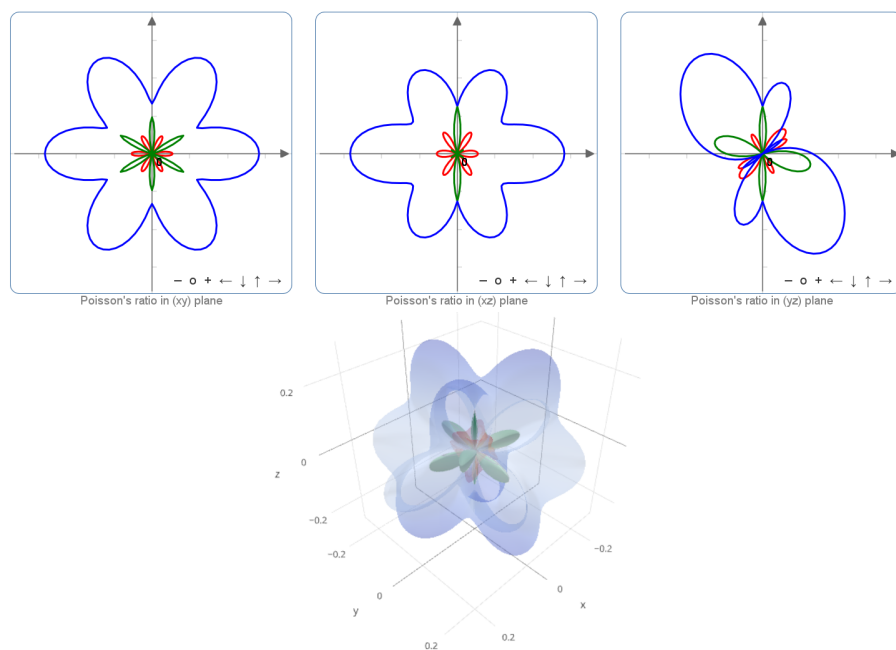 0
0
0
− o + ← ↓ ↑ →
− o + ← ↓ ↑ →
− o + ← ↓ ↑ →
Poisson's ratio in (xy) plane
Poisson's ratio in (xz) plane
Poisson's ratio in (yz) plane
0.2
0
z
−0.2
−0.2
−0.2
0
0
y
x
0.2
0.2